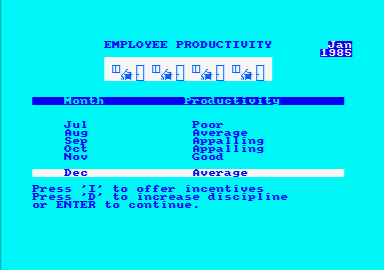 EMPLOYEE PRODUCTIVITY
Jan
1985
Month Productivity
Jul Poor
Aug Average
Sep Appalling
Oct Appalling
Nov Good
Dec Average
Press 'I' to offer incentives
Press 'D' to increase discipline
or ENTER to continue.